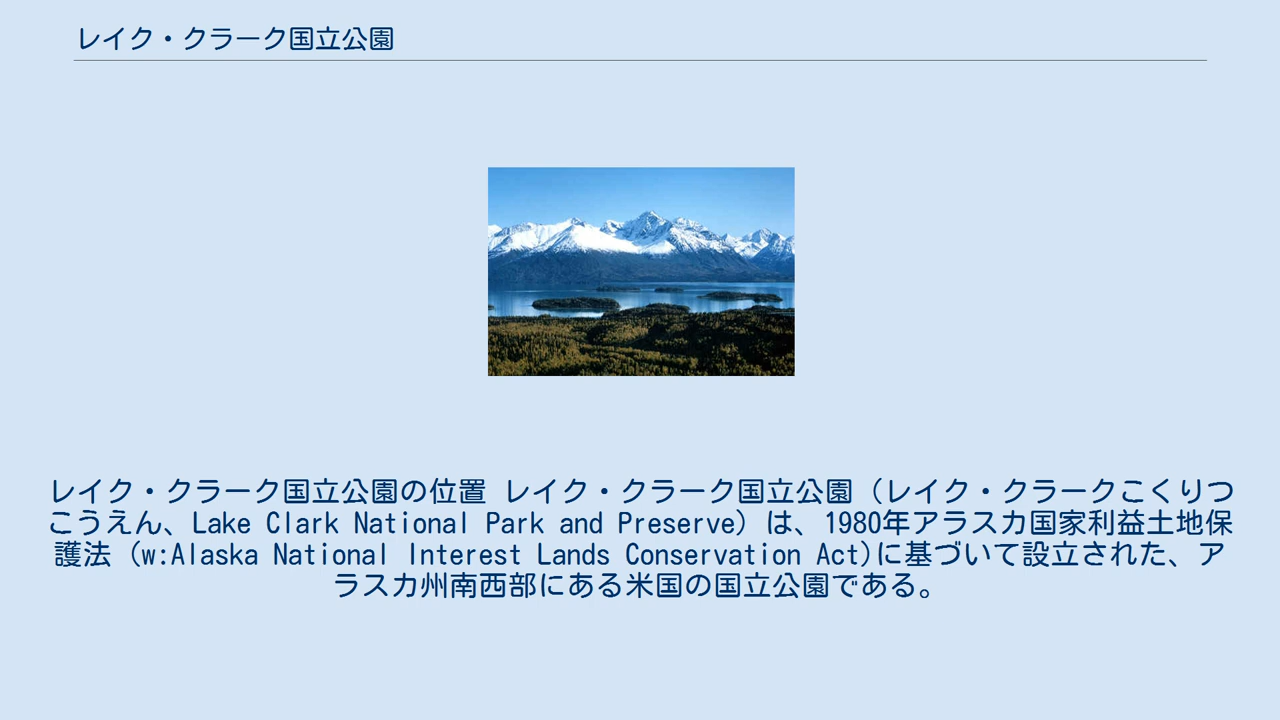 レイク・クラーク国立公園
レイク・クラーク国立公園の位置 レイク・クラーク国立公園（レイク・クラークこくりつ
こうえん、Lake Clark National Park and Preserve）は、1980年アラスカ国家利益土地保
護法（w:Alaska National Interest Lands Conservation Act)に基づいて設立された、ア
ラスカ州南西部にある米国の国立公園である。